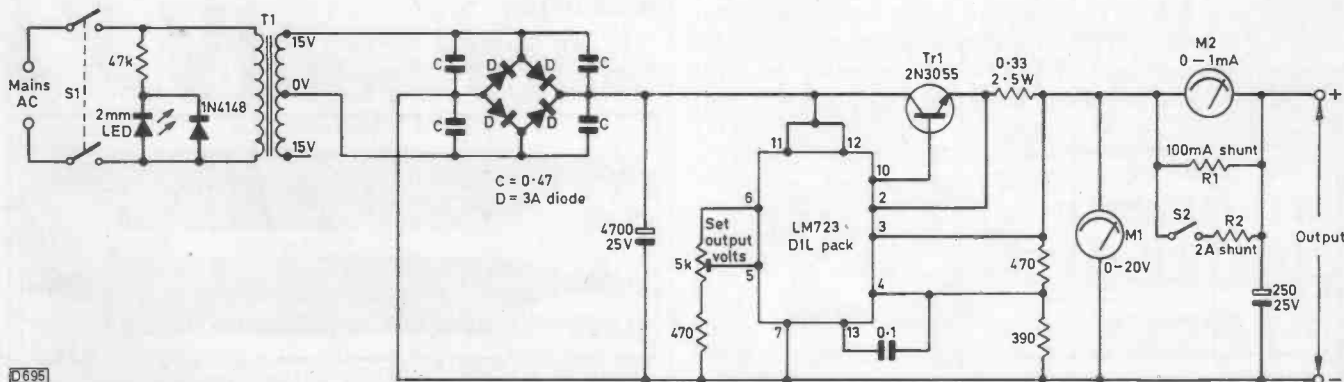 T1
15V
0V
15V
47k
Mains
AC
S1
2mm
LED
1N4148
C
C
C
C
D
D
D
D
C = 0·47
D = 3A diode
4700
25V
Set
output
volts
5k
470
6
5
7
11
12
13
10
2
3
4
LM723
DIL pack
0·1
Tr1
2N3055
0·33
2·5W
470
390
M1
0-20V
M2
0-1mA
100mA shunt
R1
S2
R2
2A shunt
250
25V
+
Output
−
D695